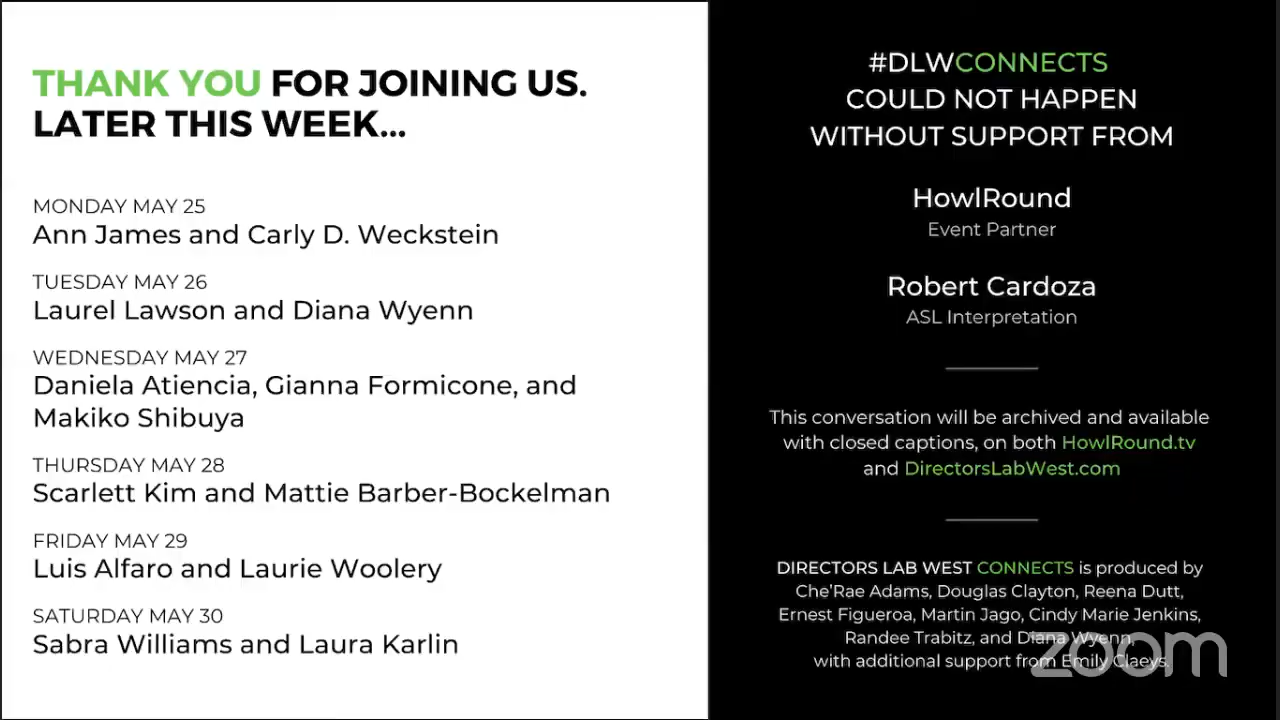 THANK YOU FOR JOINING US.
LATER THIS WEEK...
MONDAY MAY 25
Ann James and Carly D. Weckstein
TUESDAY MAY 26
Laurel Lawson and Diana Wyenn
WEDNESDAY MAY 27
Daniela Atiencia, Gianna Formicone, and
Makiko Shibuya
THURSDAY MAY 28
Scarlett Kim and Mattie Barber-Bockelman
FRIDAY MAY 29
Luis Alfaro and Laurie Woolery
SATURDAY MAY 30
Sabra Williams and Laura Karlin
#DLWCONNECTS
COULD NOT HAPPEN
WITHOUT SUPPORT FROM
HowlRound
Event Partner
Robert Cardoza
ASL Interpretation
This conversation will be archived and available
with closed captions, on both HowlRound.tv
and DirectorsLabWest.com
DIRECTORS LAB WEST CONNECTS is produced by
Che'Rae Adams, Douglas Clayton, Reena Dutt,
Ernest Figueroa, Martin Jago, Cindy Marie Jenkins,
Randee Trabitz, and Diana Wyenn,
with additional support from Emily Claeys.
zoom